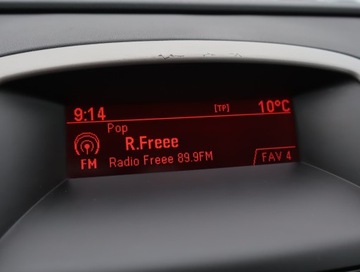 9:14 [TP] 10°C
Pop
R.Freee
FM Radio Freee 89.9FM
FAV 4